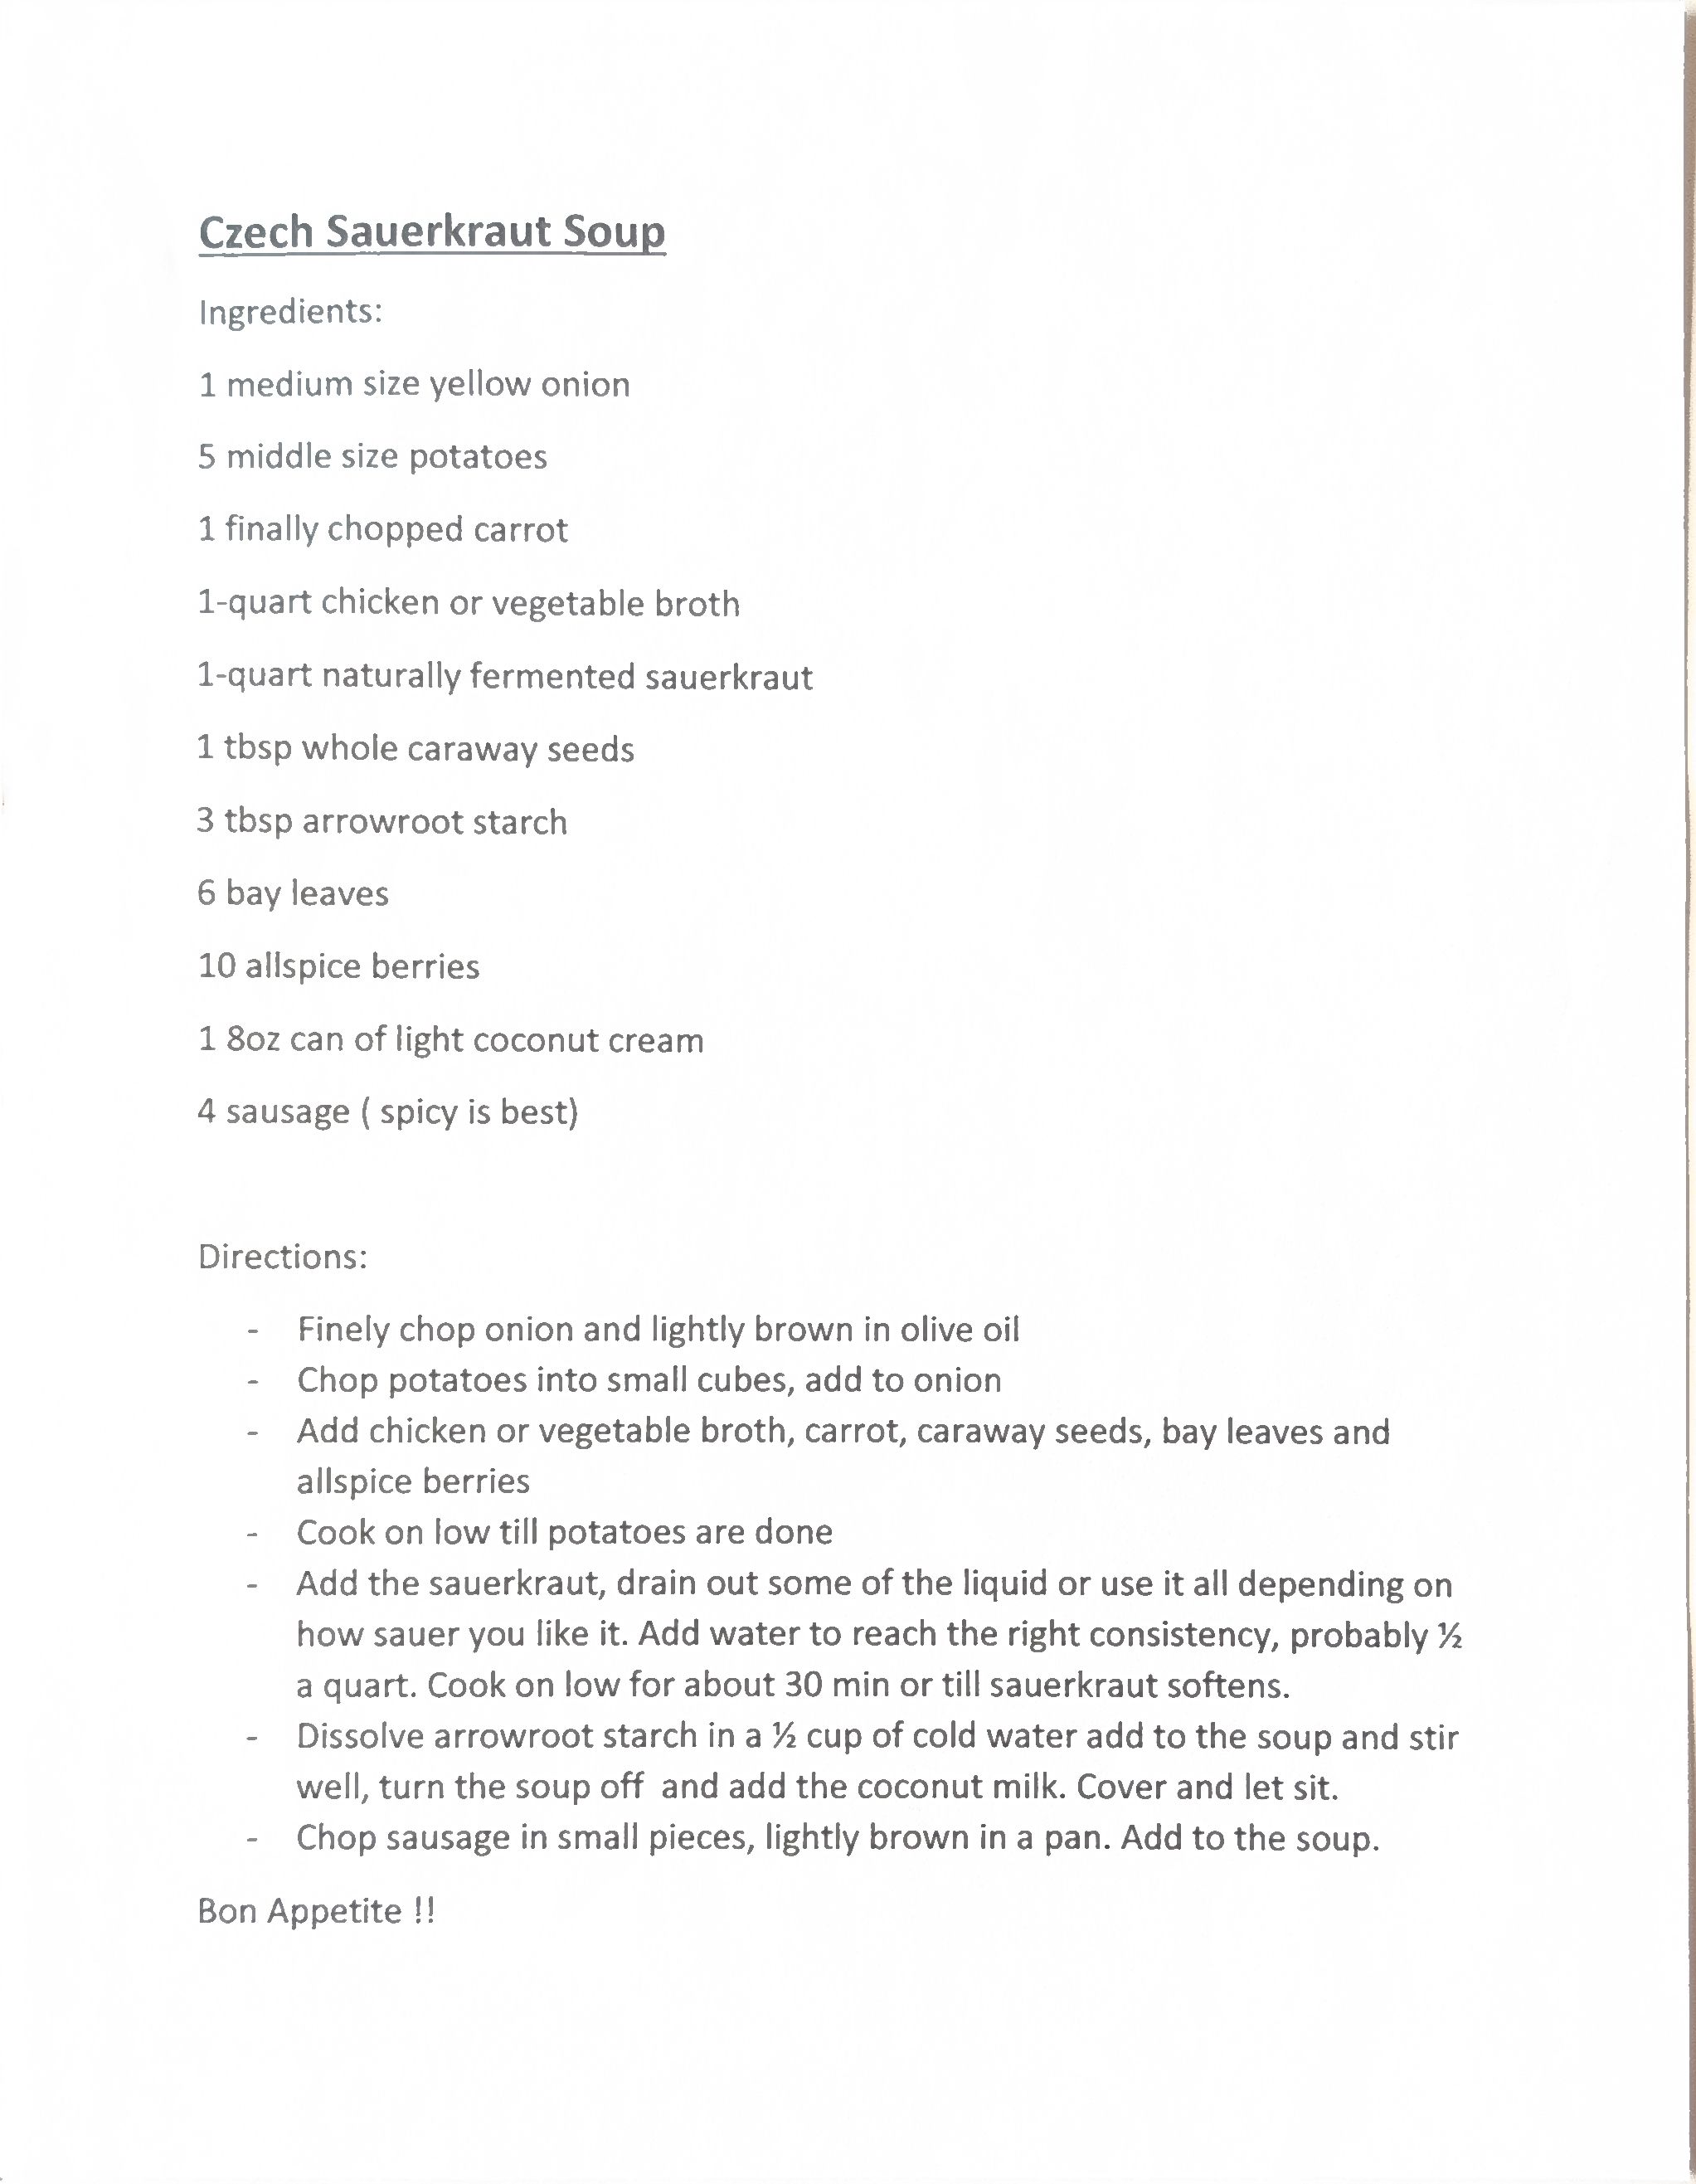 Czech Sauerkraut Soup
Ingredients:
1 medium size yellow onion
5 middle size potatoes
1 finally chopped carrot
1-quart chicken or vegetable broth
1-quart naturally fermented sauerkraut
1 tbsp whole caraway seeds
3 tbsp arrowroot starch
6 bay leaves
10 allspice berries
1 8oz can of light coconut cream
4 sausage ( spicy is best)
Directions:
- Finely chop onion and lightly brown in olive oil
- Chop potatoes into small cubes, add to onion
- Add chicken or vegetable broth, carrot, caraway seeds, bay leaves and
allspice berries
- Cook on low till potatoes are done
- Add the sauerkraut, drain out some of the liquid or use it all depending on
how sauer you like it. Add water to reach the right consistency, probably ½
a quart. Cook on low for about 30 min or till sauerkraut softens.
- Dissolve arrowroot starch in a ½ cup of cold water add to the soup and stir
well, turn the soup off and add the coconut milk. Cover and let sit.
- Chop sausage in small pieces, lightly brown in a pan. Add to the soup.
Bon Appetite !!